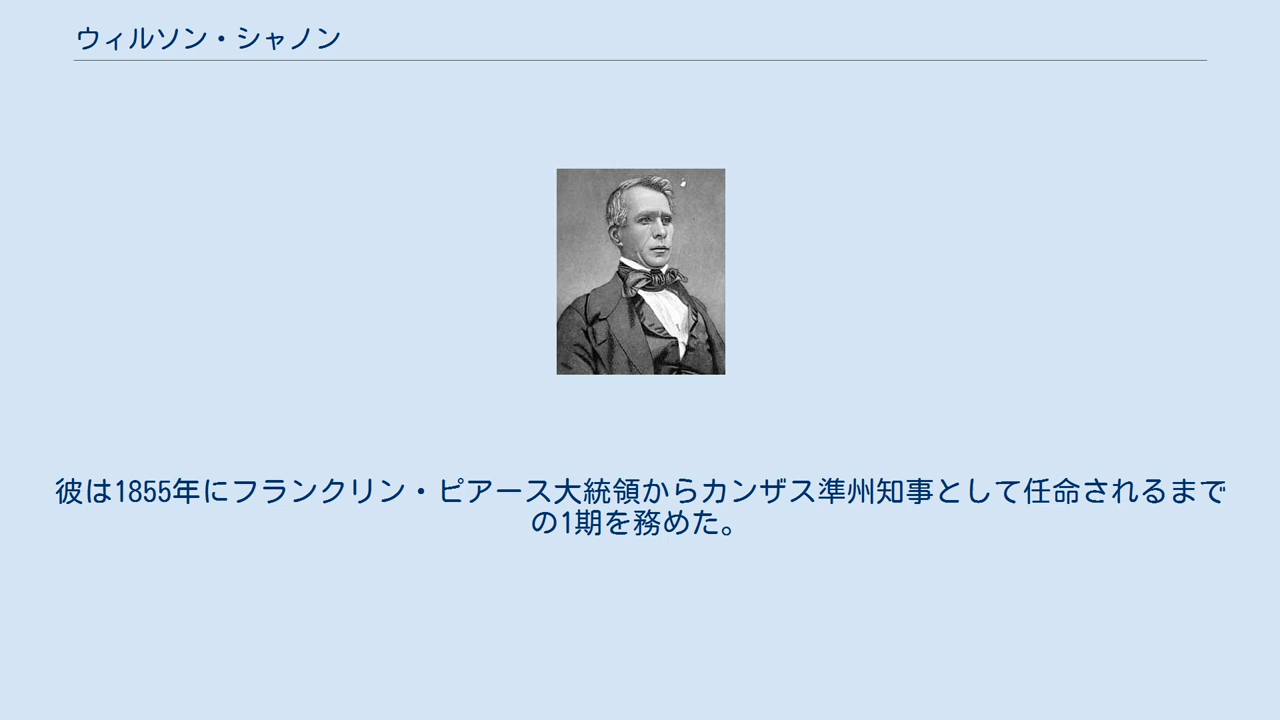 ウィルソン・シャノン
彼は1855年にフランクリン・ピアース大統領からカンザス準州知事として任命されるまで
の1期を務めた。